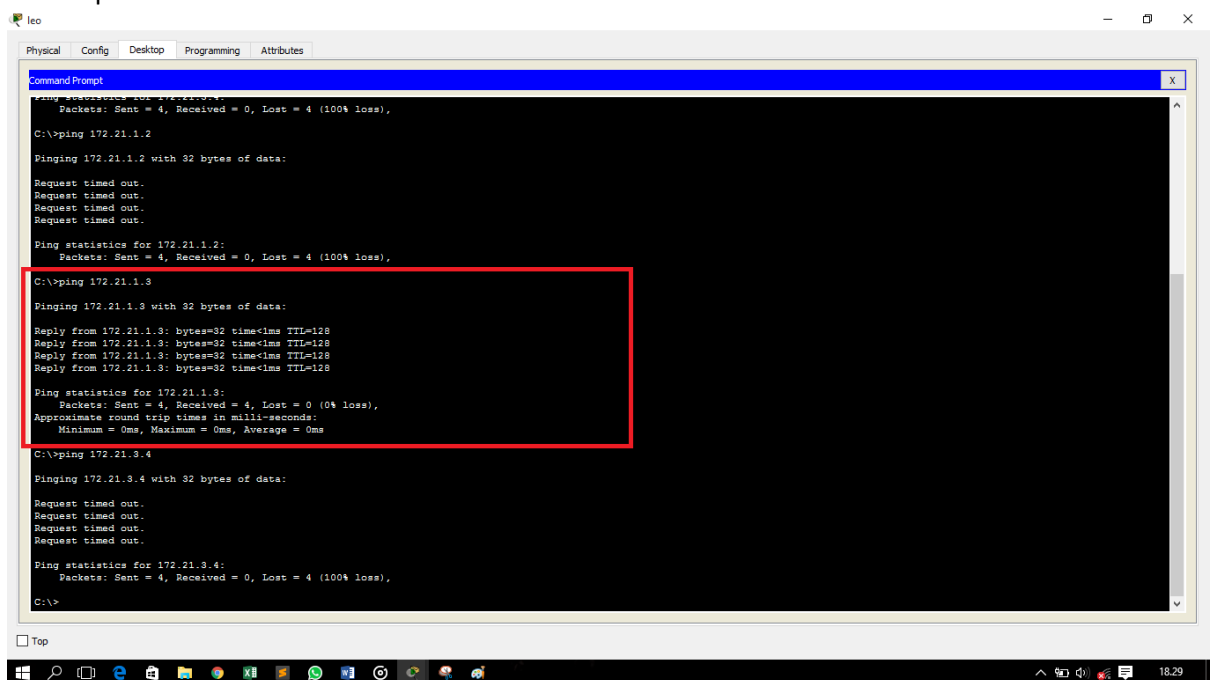 leo
Physical Config Desktop Programming Attributes
Command Prompt X
Ping statistics for 172.21.3.4:
Packets: Sent = 4, Received = 0, Lost = 4 (100% loss),
C:\>ping 172.21.1.2
Pinging 172.21.1.2 with 32 bytes of data:
Request timed out.
Request timed out.
Request timed out.
Request timed out.
Ping statistics for 172.21.1.2:
Packets: Sent = 4, Received = 0, Lost = 4 (100% loss),
C:\>ping 172.21.1.3
Pinging 172.21.1.3 with 32 bytes of data:
Reply from 172.21.1.3: bytes=32 time<1ms TTL=128
Reply from 172.21.1.3: bytes=32 time<1ms TTL=128
Reply from 172.21.1.3: bytes=32 time<1ms TTL=128
Reply from 172.21.1.3: bytes=32 time<1ms TTL=128
Ping statistics for 172.21.1.3:
Packets: Sent = 4, Received = 4, Lost = 0 (0% loss),
Approximate round trip times in milli-seconds:
Minimum = 0ms, Maximum = 0ms, Average = 0ms
C:\>ping 172.21.3.4
Pinging 172.21.3.4 with 32 bytes of data:
Request timed out.
Request timed out.
Request timed out.
Request timed out.
Ping statistics for 172.21.3.4:
Packets: Sent = 4, Received = 0, Lost = 4 (100% loss),
C:\>
Top
18.29